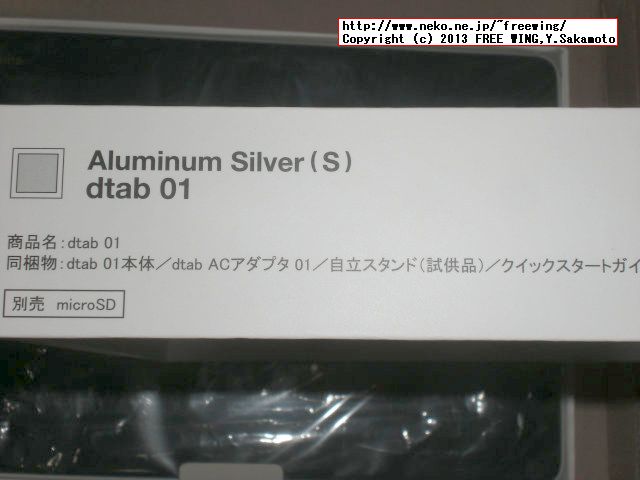 http://www.neko.ne.jp/~freewing/
Copyright (c) 2013 FREE WING,Y.Sakamoto
Aluminum Silver(S)
dtab 01
商品名:dtab 01
同梱物:dtab 01本体/dtab ACアダプタ 01/自立スタンド(試供品)/クイックスタートガイ
別売 microSD